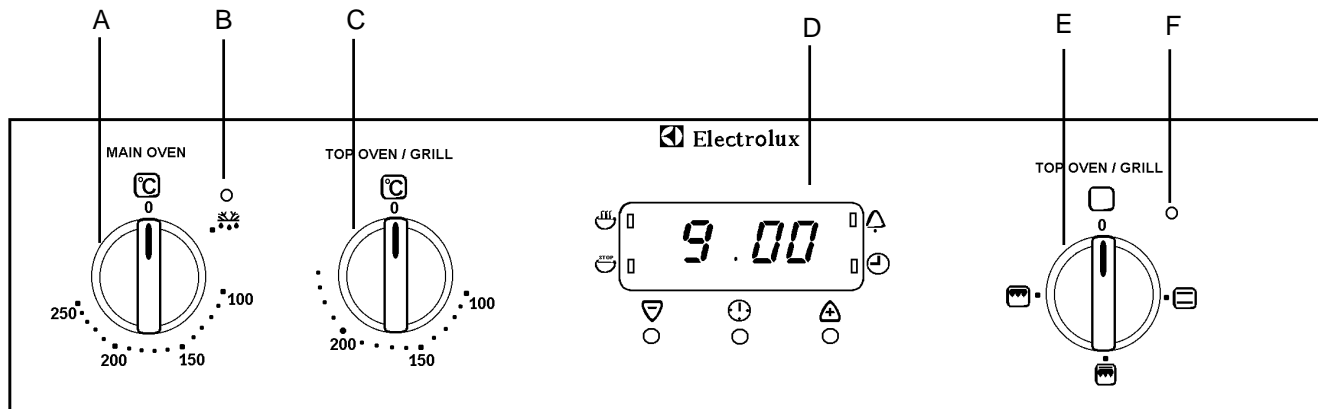 A B C D E F
Electrolux
MAIN OVEN TOP OVEN / GRILL TOP OVEN / GRILL
°C °C
0 0 0
9.00
STOP
100 100
250
200 150 200 150